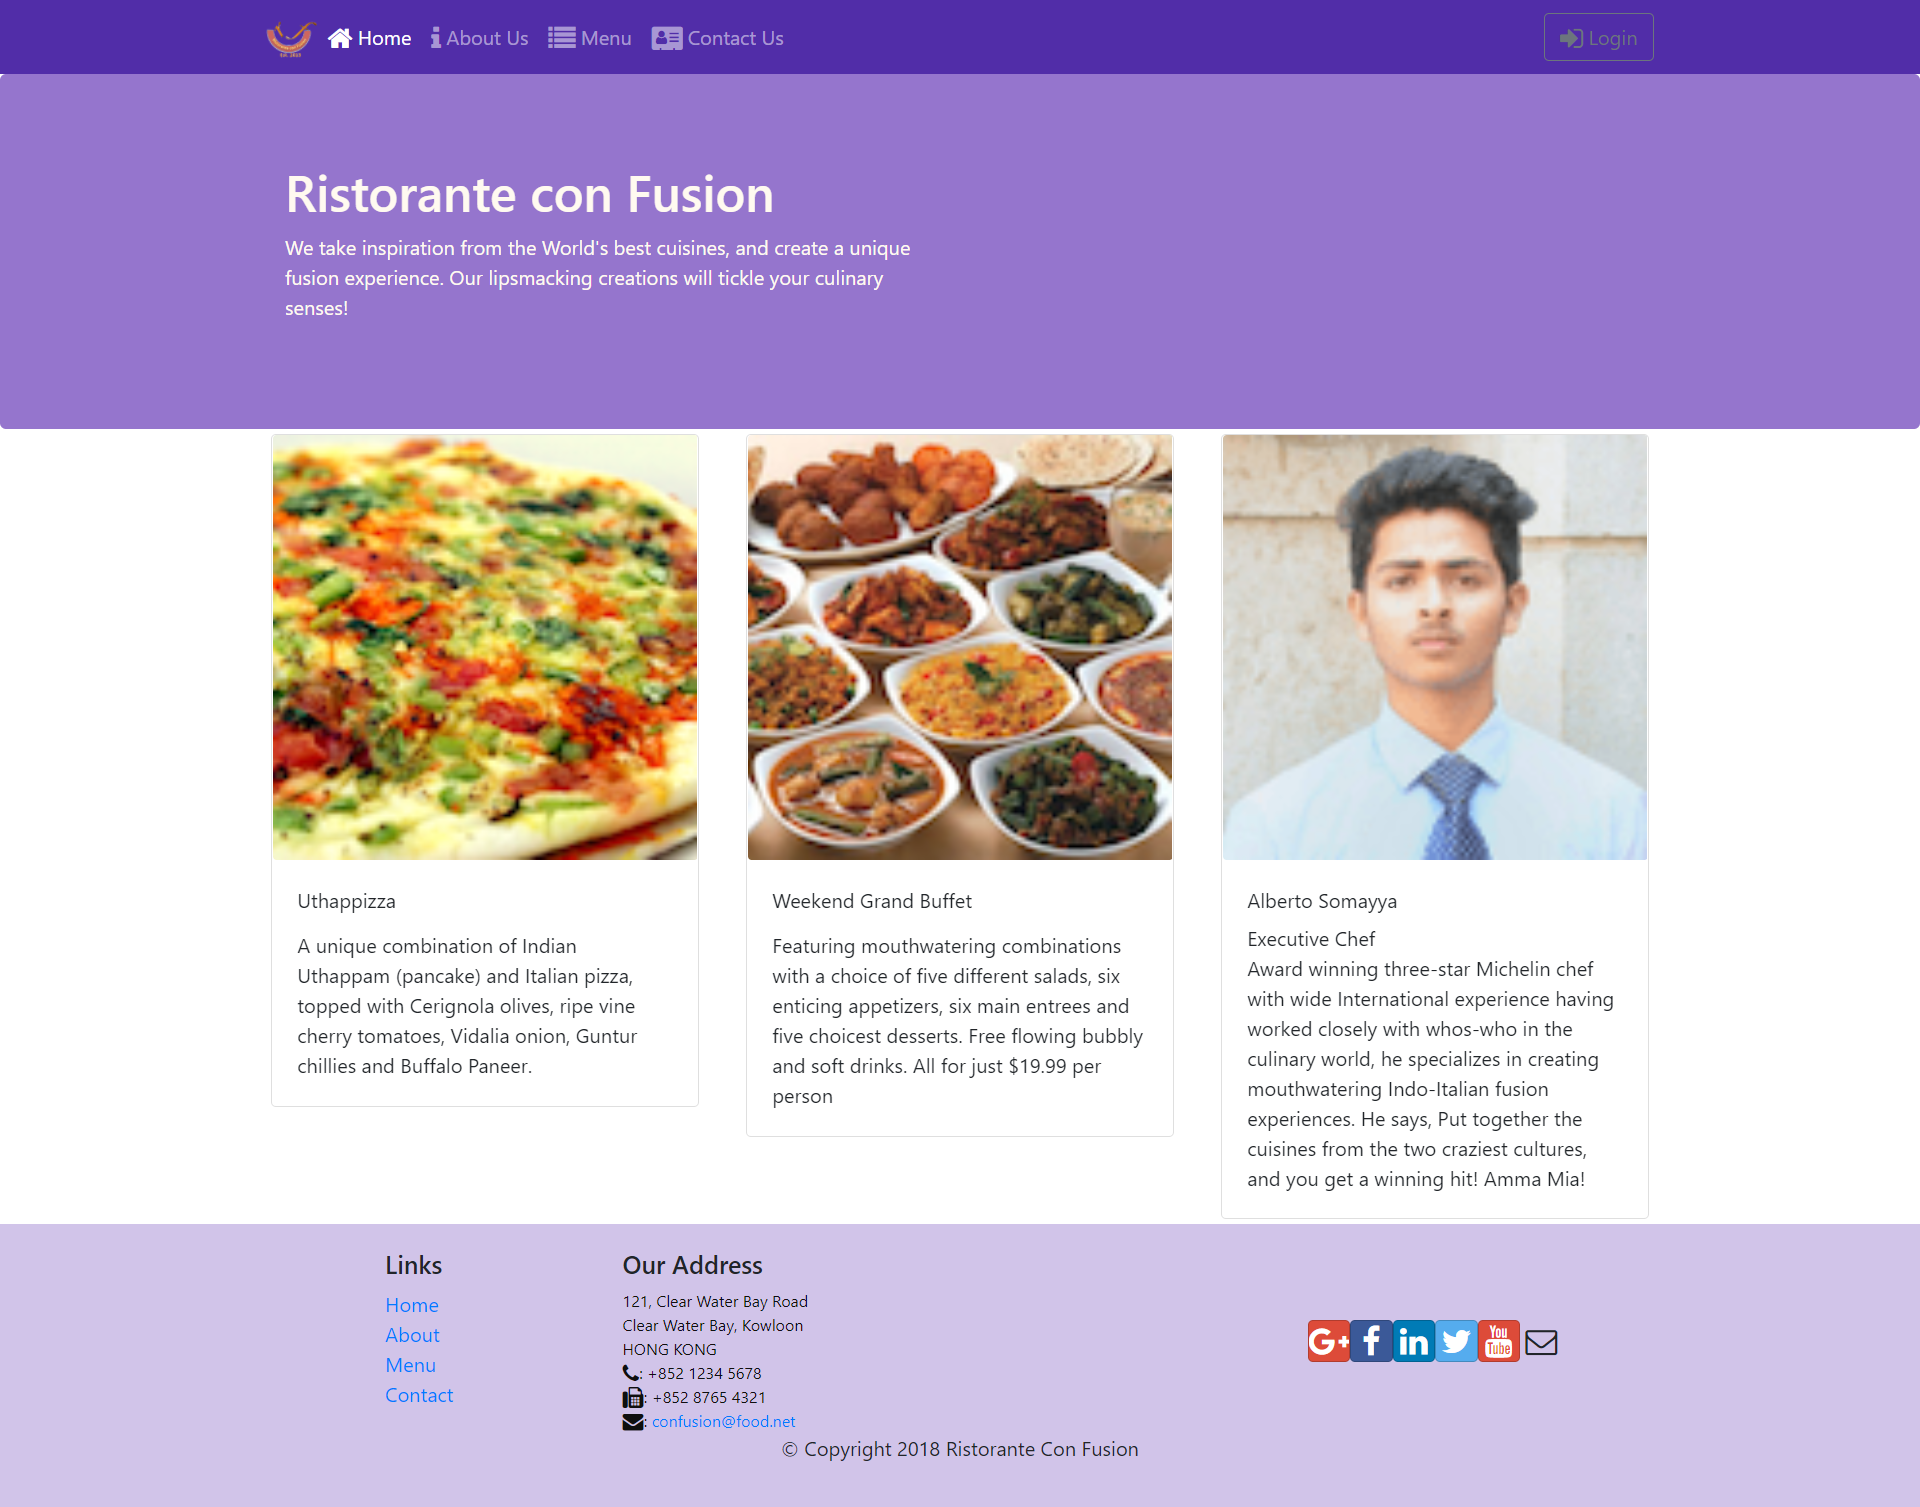 Home
About Us
Menu
Contact Us
Login
Ristorante con Fusion
We take inspiration from the World's best cuisines, and create a unique
fusion experience. Our lipsmacking creations will tickle your culinary
senses!
Uthappizza
A unique combination of Indian
Uthappam (pancake) and Italian pizza,
topped with Cerignola olives, ripe vine
cherry tomatoes, Vidalia onion, Guntur
chillies and Buffalo Paneer.
Weekend Grand Buffet
Featuring mouthwatering combinations
with a choice of five different salads, six
enticing appetizers, six main entrees and
five choicest desserts. Free flowing bubbly
and soft drinks. All for just $19.99 per
person
Alberto Somayya
Executive Chef
Award winning three-star Michelin chef
with wide International experience having
worked closely with whos-who in the
culinary world, he specializes in creating
mouthwatering Indo-Italian fusion
experiences. He says, Put together the
cuisines from the two craziest cultures,
and you get a winning hit! Amma Mia!
Links
Home
About
Menu
Contact
Our Address
121, Clear Water Bay Road
Clear Water Bay, Kowloon
HONG KONG
: +852 1234 5678
: +852 8765 4321
: confusion@food.net
G+
f
in
You
Tube
© Copyright 2018 Ristorante Con Fusion